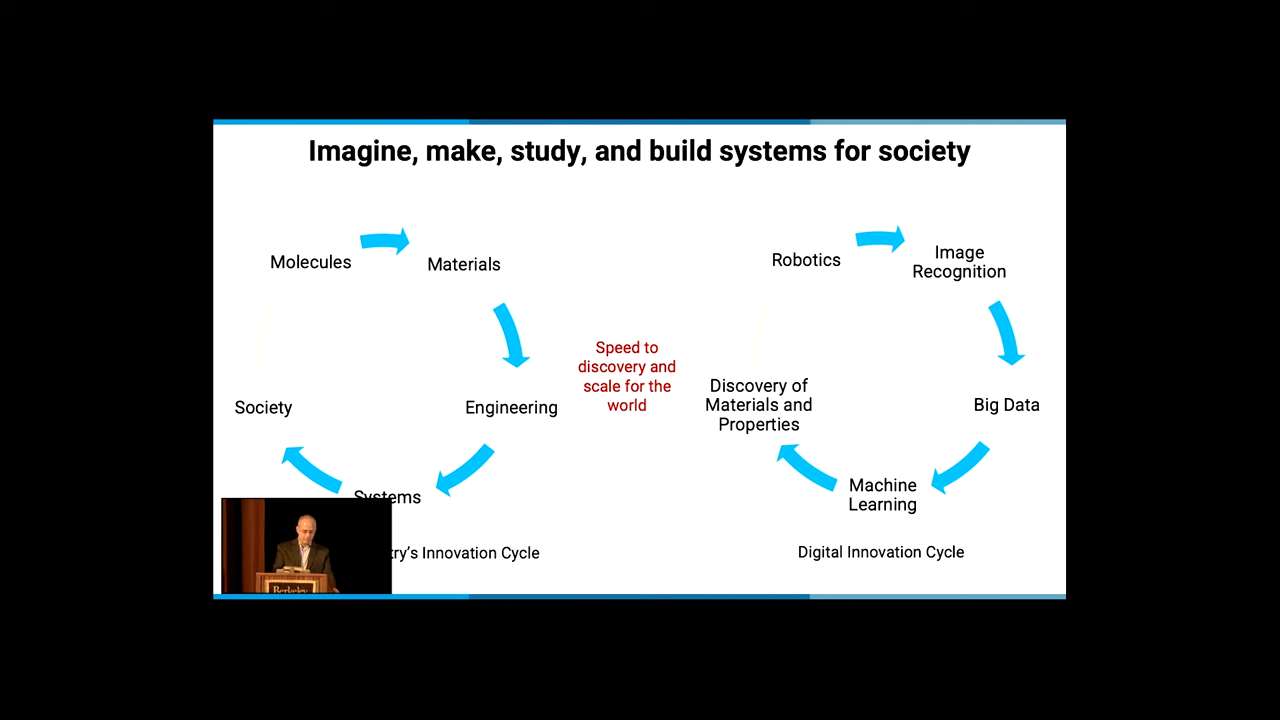 Imagine, make, study, and build systems for society
Molecules
Materials
Engineering
Systems
Society
Speed to
discovery and
scale for the
world
Robotics
Image
Recognition
Big Data
Machine
Learning
Discovery of
Materials and
Properties
try's Innovation Cycle
Digital Innovation Cycle
Berkeley